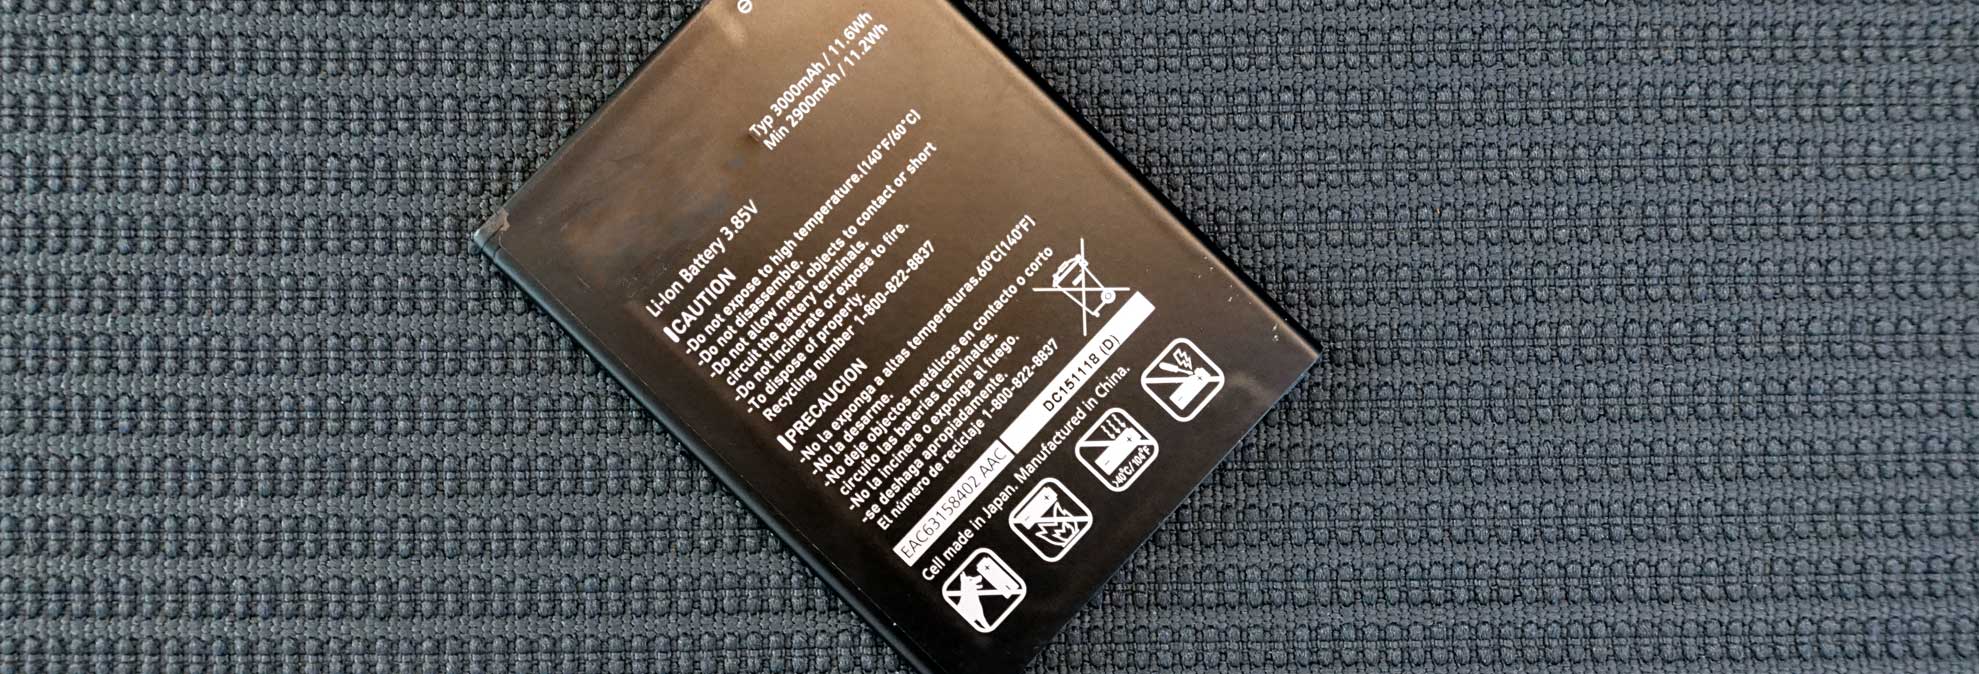 Typ 3000mAh / 11.6Wh
Min 2900mAh / 11.2Wh
Li-Ion Battery 3.85V
CAUTION
-Do not expose to high temperature.(140°F/60°C)
-Do not disassemble.
-Do not allow metal objects to contact or short
circuit the battery terminals.
-Do not incinerate or expose to fire.
-To dispose of properly.
Recycling number 1-800-822-8837
PRECAUCION
-No la exponga a altas temperaturas.60°C(140°F)
-No la desarme.
-No deje objectos metálicos en contacto o corto
circuito las baterías terminales.
-No la incinere o exponga al fuego.
-se deshaga apropiadamente.
El número de reciclaje 1-800-822-8837
EAC63158402 AAC
DC151118 (D)
Cell made in Japan. Manufactured in China.
>40°C/104°F